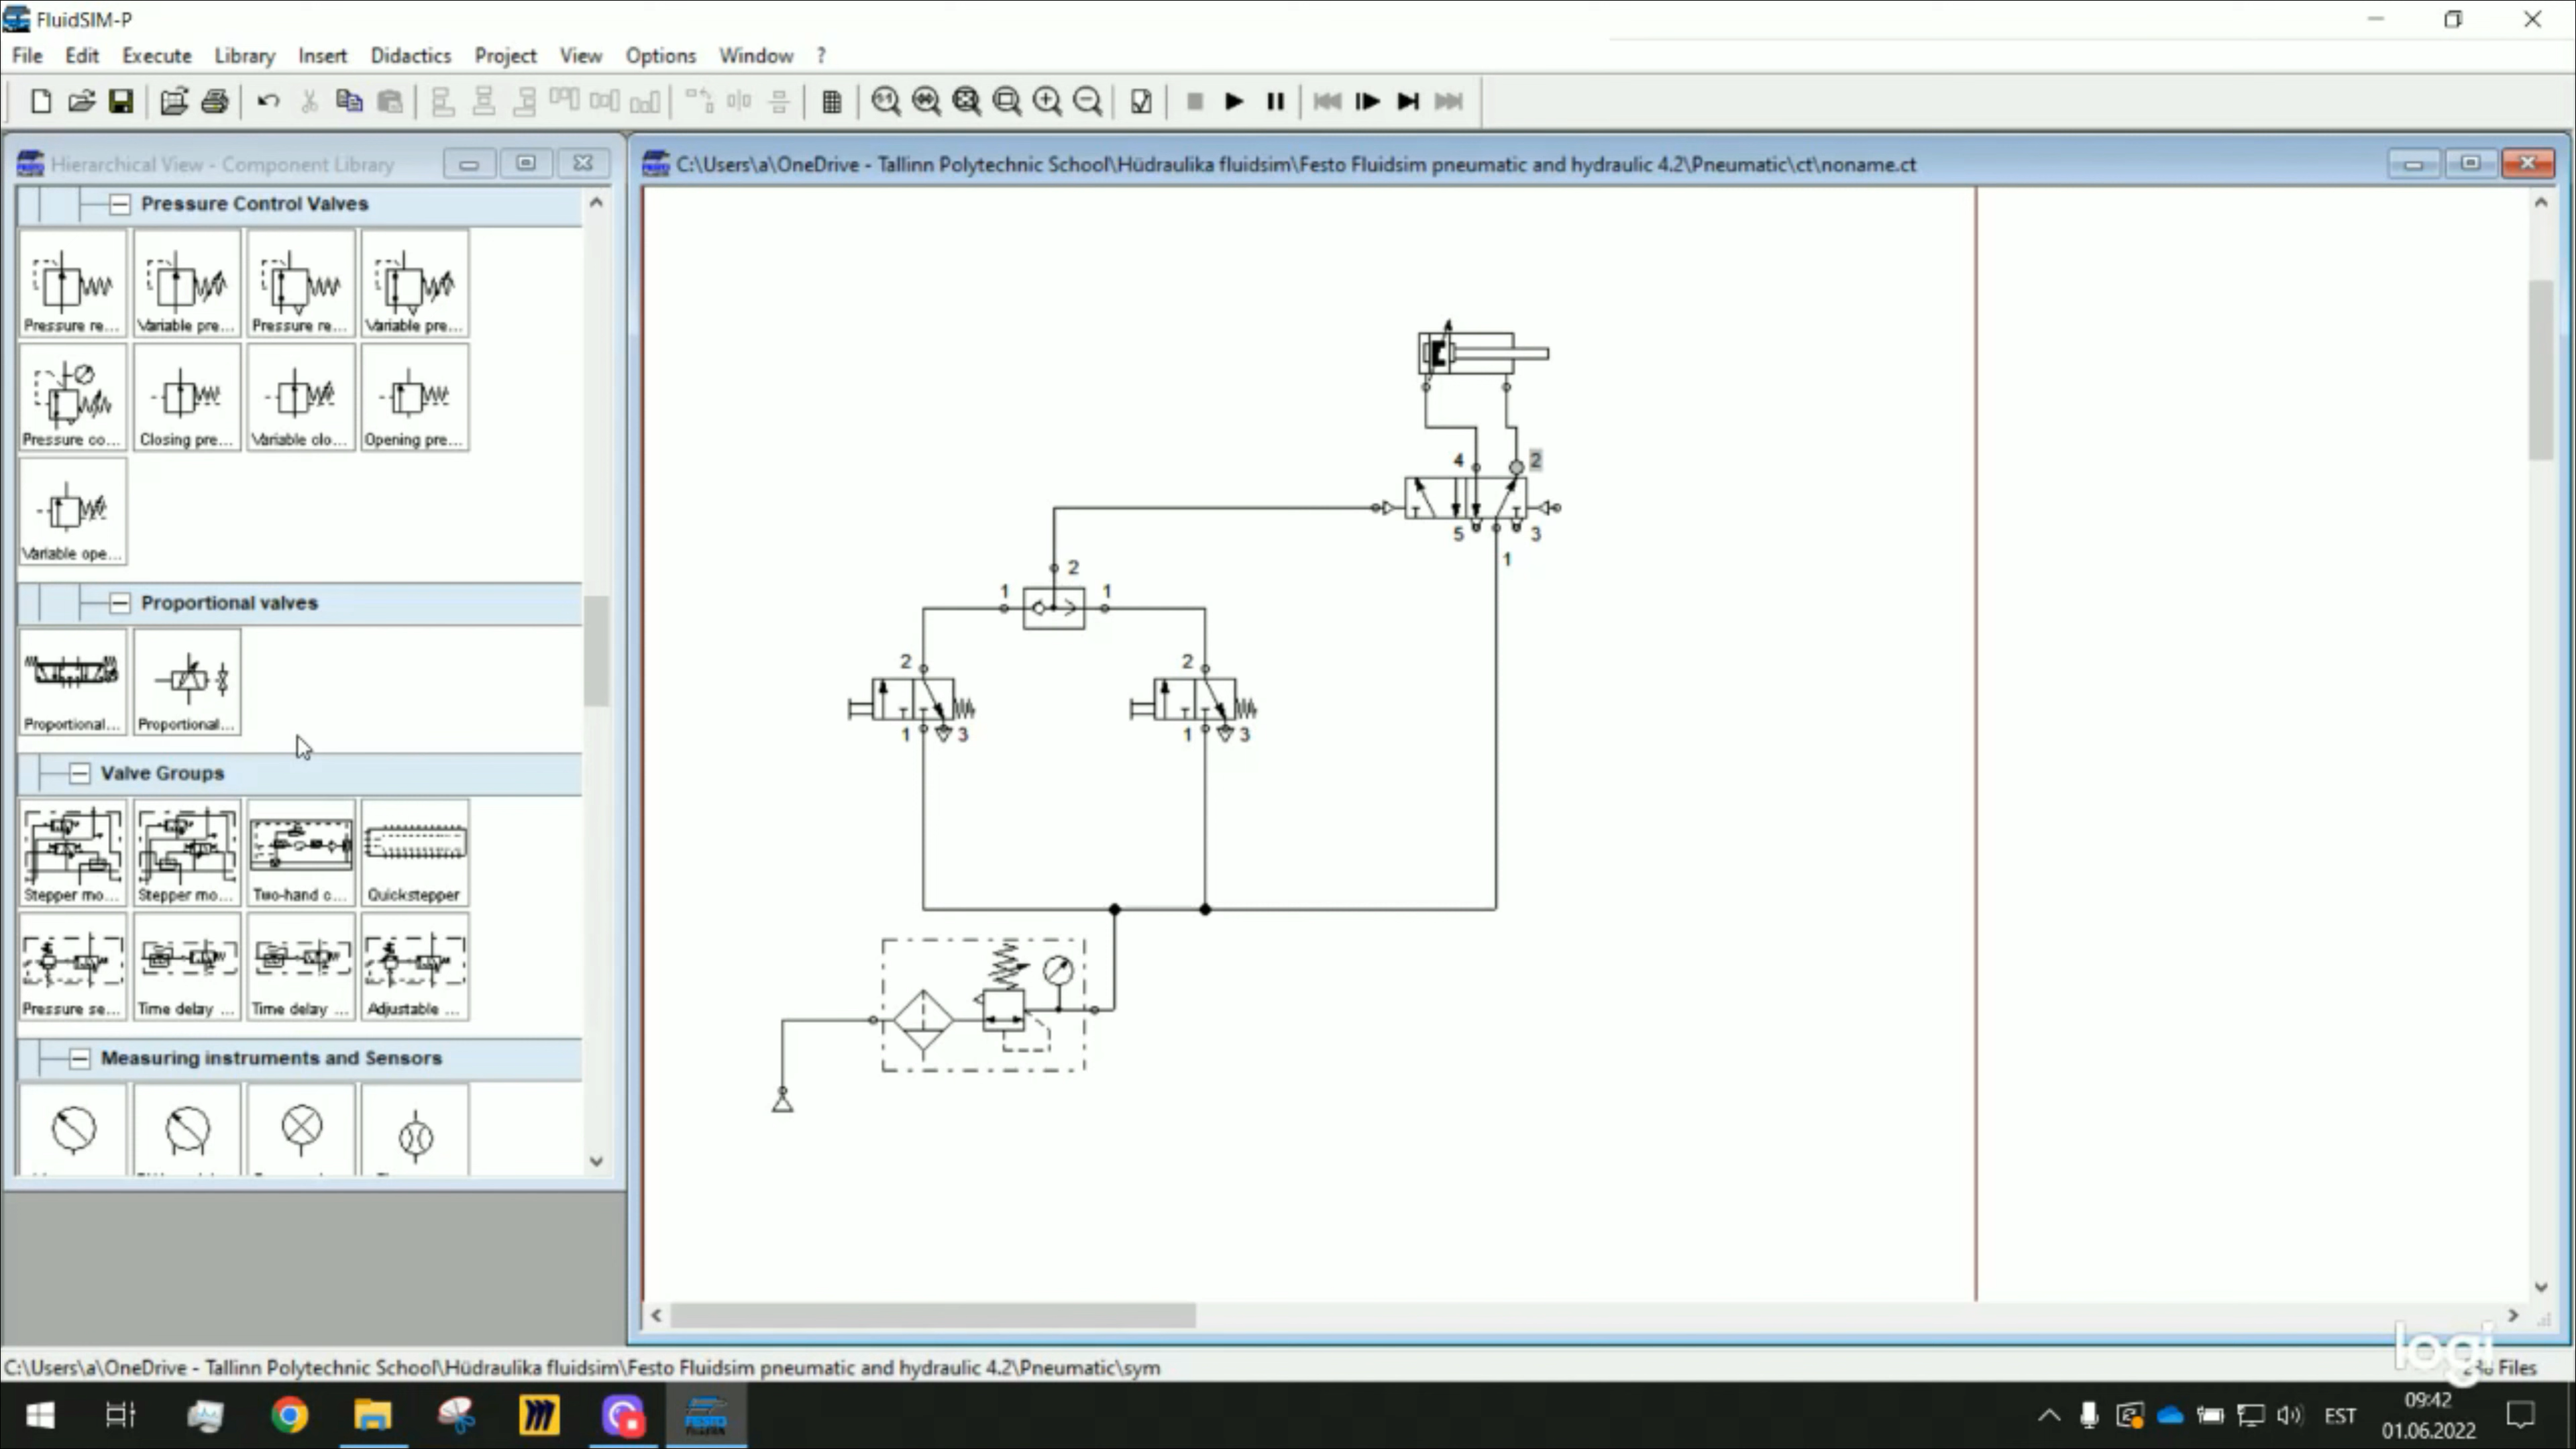 FluidSIM-P
File Edit Execute Library Insert Didactics Project View Options Window ?
Hierarchical View - Component Library
C:\Users\a\OneDrive - Tallinn Polytechnic School\Hüdraulika fluidsim\Festo Fluidsim pneumatic and hydraulic 4.2\Pneumatic\ct\noname.ct
Pressure Control Valves
Pressure re... Variable pre... Pressure re... Variable pre...
Pressure co... Closing pre... Variable clo... Opening pre...
Variable ope...
Proportional valves
Proportional... Proportional...
Valve Groups
Stepper mo... Stepper mo... Two-hand c... Quickstepper
Pressure se... Time delay ... Time delay ... Adjustable ...
Measuring instruments and Sensors
4 2
5 3
1
2
1 1
2 2
1 3 1 3
logi
C:\Users\a\OneDrive - Tallinn Polytechnic School\Hüdraulika fluidsim\Festo Fluidsim pneumatic and hydraulic 4.2\Pneumatic\sym
Files
FESTO
EST
09:42
01.06.2022